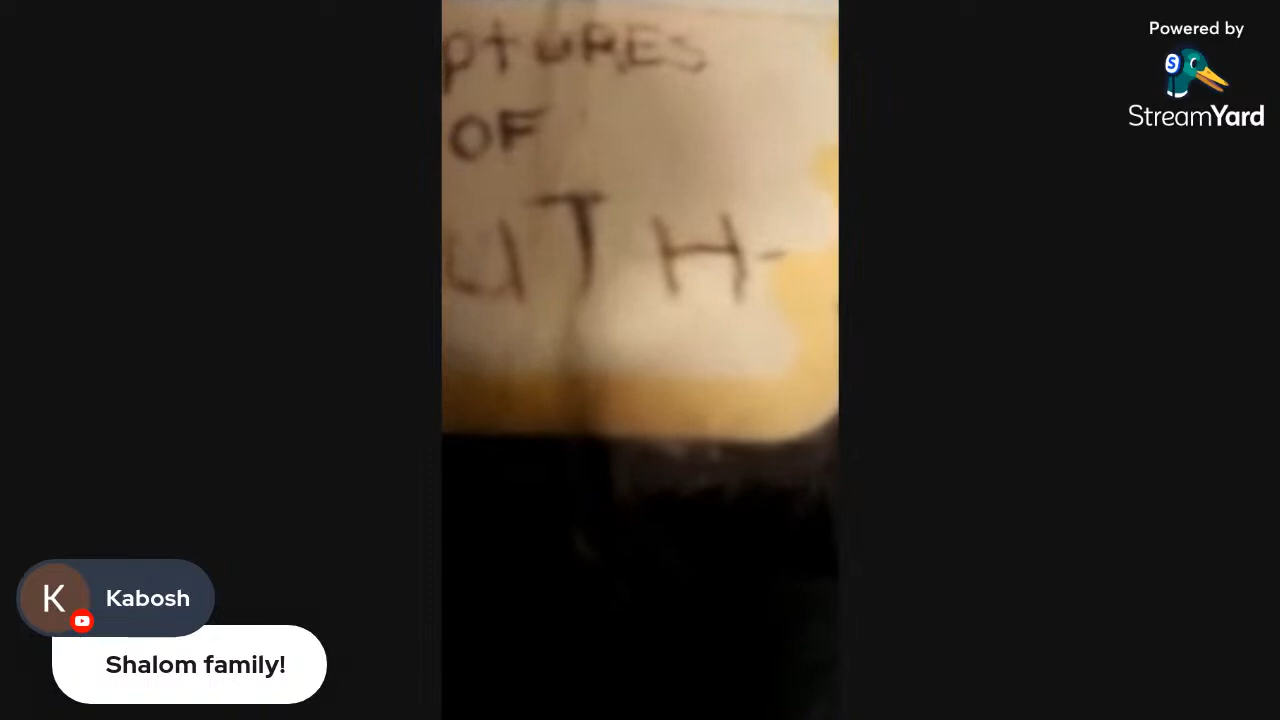 Powered by
StreamYard
PTURES
OF
UTH-
K Kabosh
Shalom family!